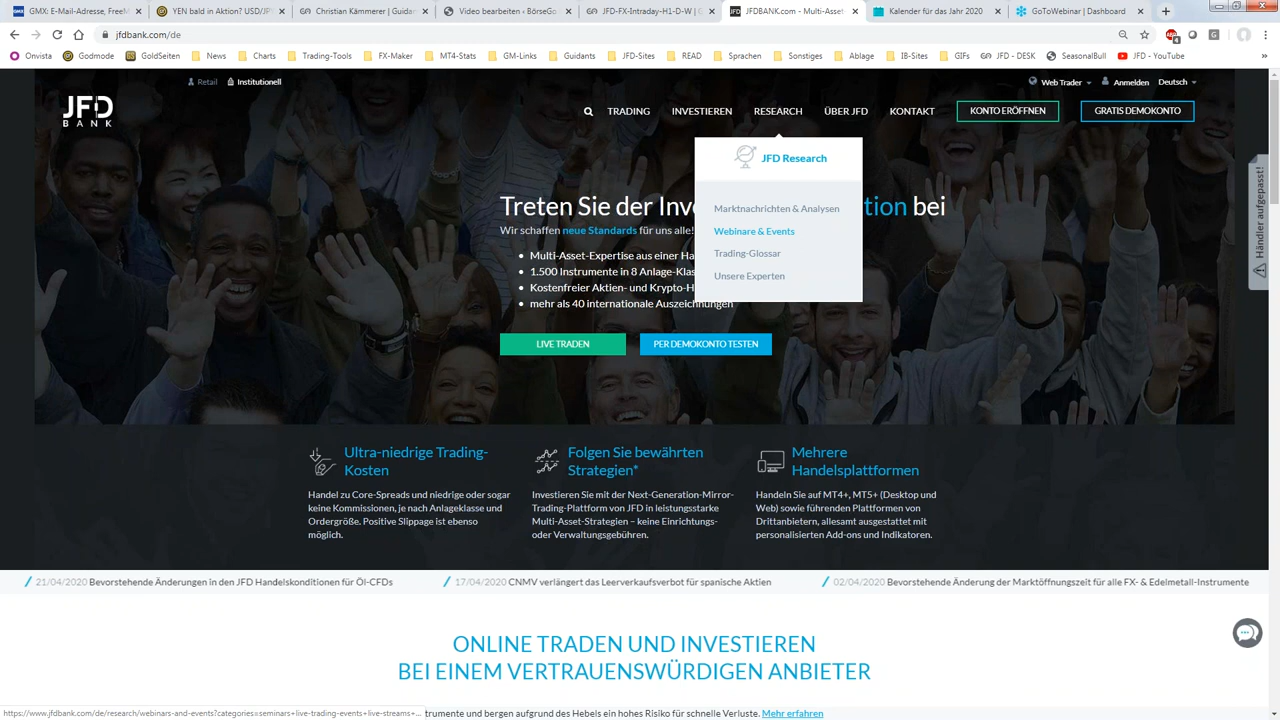 GMX: E-Mail-Adresse, FreeM
YEN bald in Aktion? USD/JPY
Christian Kämmerer | Guidan
Video bearbeiten ‹ BörseGo
JFD-FX-Intraday-H1-D-W | G
JFDBANK.com - Multi-Asset-
Kalender für das Jahr 2020
GoToWebinar | Dashboard
jfdbank.com/de
Onvista
Godmode
GoldSeiten
News
Charts
Trading-Tools
FX-Maker
MT4-Stats
GM-Links
Guidants
JFD-Sites
READ
Sprachen
Sonstiges
Ablage
IB-Sites
GIFs
JFD - DESK
SeasonalBull
JFD - YouTube
Retail
Institutionell
Web Trader
Anmelden
Deutsch
JFD
BANK
TRADING
INVESTIEREN
RESEARCH
ÜBER JFD
KONTAKT
KONTO ERÖFFNEN
GRATIS DEMOKONTO
JFD Research
Marktnachrichten & Analysen
Webinare & Events
Trading-Glossar
Unsere Experten
Händler aufgepasst!
Treten Sie der Inv tion bei
Wir schaffen neue Standards für uns alle!
Multi-Asset-Expertise aus einer Ha
1.500 Instrumente in 8 Anlage-Klas
Kostenfreier Aktien- und Krypto-H
mehr als 40 internationale Auszeichnungen
LIVE TRADEN
PER DEMOKONTO TESTEN
Ultra-niedrige Trading-
Kosten
Handel zu Core-Spreads und niedrige oder sogar
keine Kommissionen, je nach Anlageklasse und
Ordergröße. Positive Slippage ist ebenso
möglich.
Folgen Sie bewährten
Strategien*
Investieren Sie mit der Next-Generation-Mirror-
Trading-Plattform von JFD in leistungsstarke
Multi-Asset-Strategien – keine Einrichtungs-
oder Verwaltungsgebühren.
Mehrere
Handelsplattformen
Handeln Sie auf MT4+, MT5+ (Desktop und
Web) sowie führenden Plattformen von
Drittanbietern, allesamt ausgestattet mit
personalisierten Add-ons und Indikatoren.
21/04/2020 Bevorstehende Änderungen in den JFD Handelskonditionen für Öl-CFDs
17/04/2020 CNMV verlängert das Leerverkaufsverbot für spanische Aktien
02/04/2020 Bevorstehende Änderung der Marktöffnungszeit für alle FX- & Edelmetall-Instrumente
ONLINE TRADEN UND INVESTIEREN
BEI EINEM VERTRAUENSWÜRDIGEN ANBIETER
https://www.jfdbank.com/de/research/webinars-and-events?categories=seminars+live-trading-events+live-streams+...
trumente und bergen aufgrund des Hebels ein hohes Risiko für schnelle Verluste. Mehr erfahren